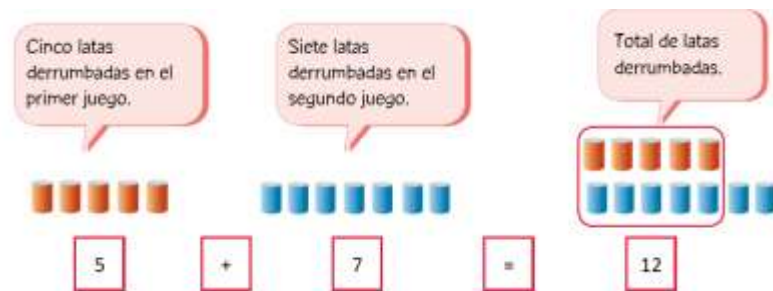 Cinco latas
derrumbadas en el
primer juego.
Siete latas
derrumbadas en el
segundo juego.
Total de latas
derrumbadas.
5 + 7 = 12